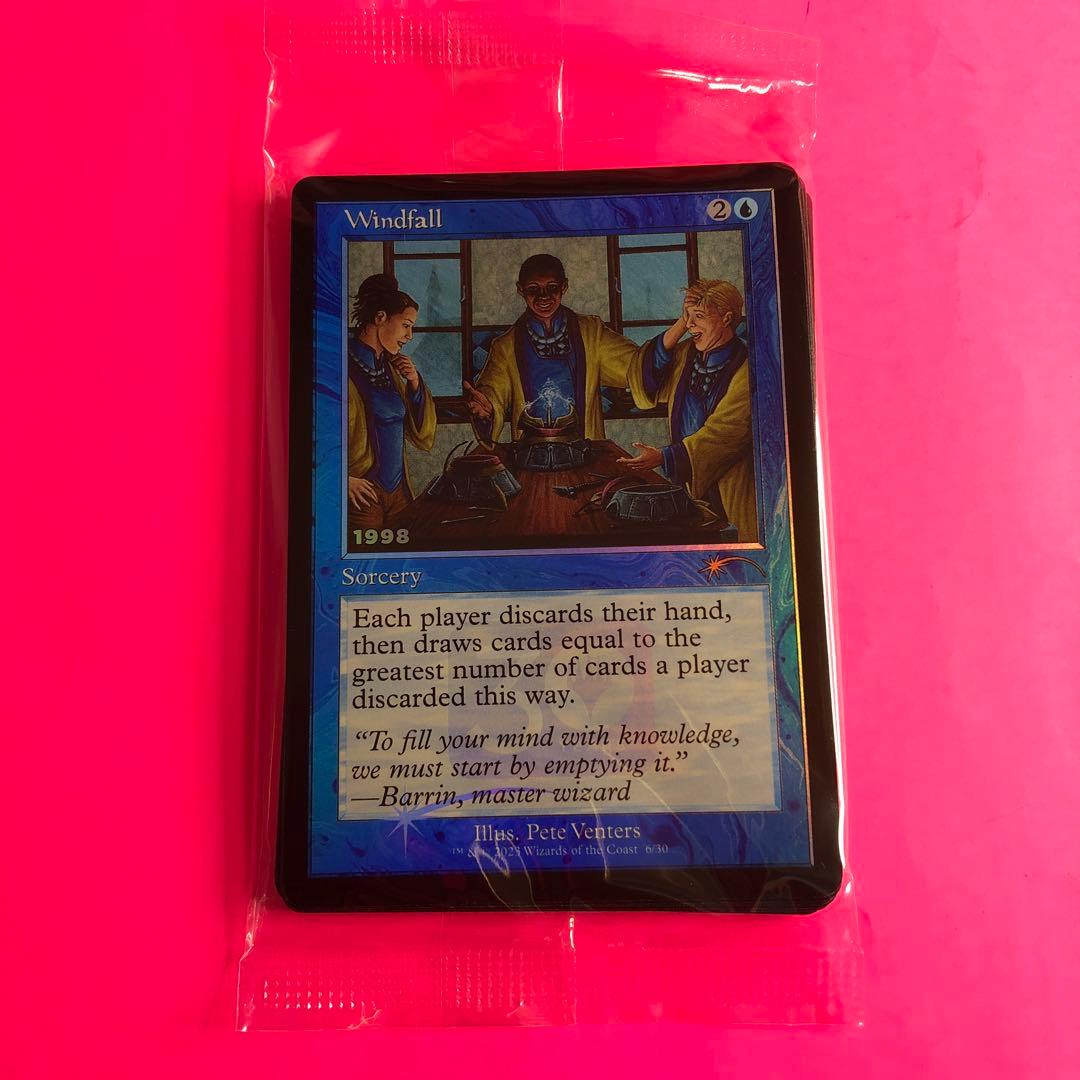 Windfall
2
1998
Sorcery
Each player discards their hand,
then draws cards equal to the
greatest number of cards a player
discarded this way.
“To fill your mind with knowledge,
we must start by emptying it.”
—Barrin, master wizard
Illus. Pete Venters
™ & © 2023 Wizards of the Coast 6/30